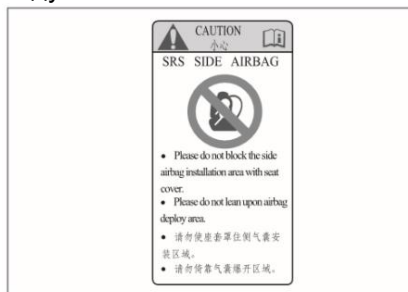 CAUTION
小心
SRS SIDE AIRBAG
• Please do not block the side
airbag installation area with seat
cover.
• Please do not lean upon airbag
deploy area.
• 请勿使座套罩住侧气囊安
装区域。
• 请勿倚靠气囊爆开区域。